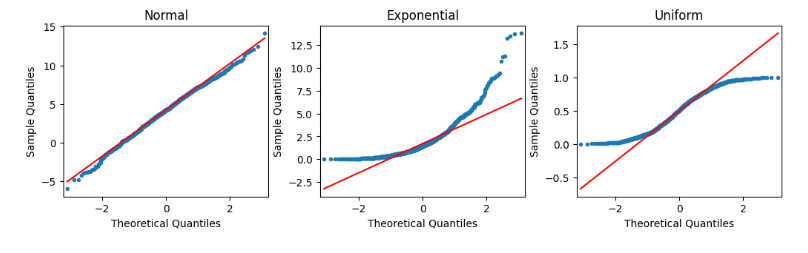 Normal
Sample Quantiles
15
10
5
0
−5
−2
0
2
Theoretical Quantiles
Exponential
Sample Quantiles
12.5
10.0
7.5
5.0
2.5
0.0
−2.5
−2
0
2
Theoretical Quantiles
Uniform
Sample Quantiles
1.5
1.0
0.5
0.0
−0.5
−2
0
2
Theoretical Quantiles